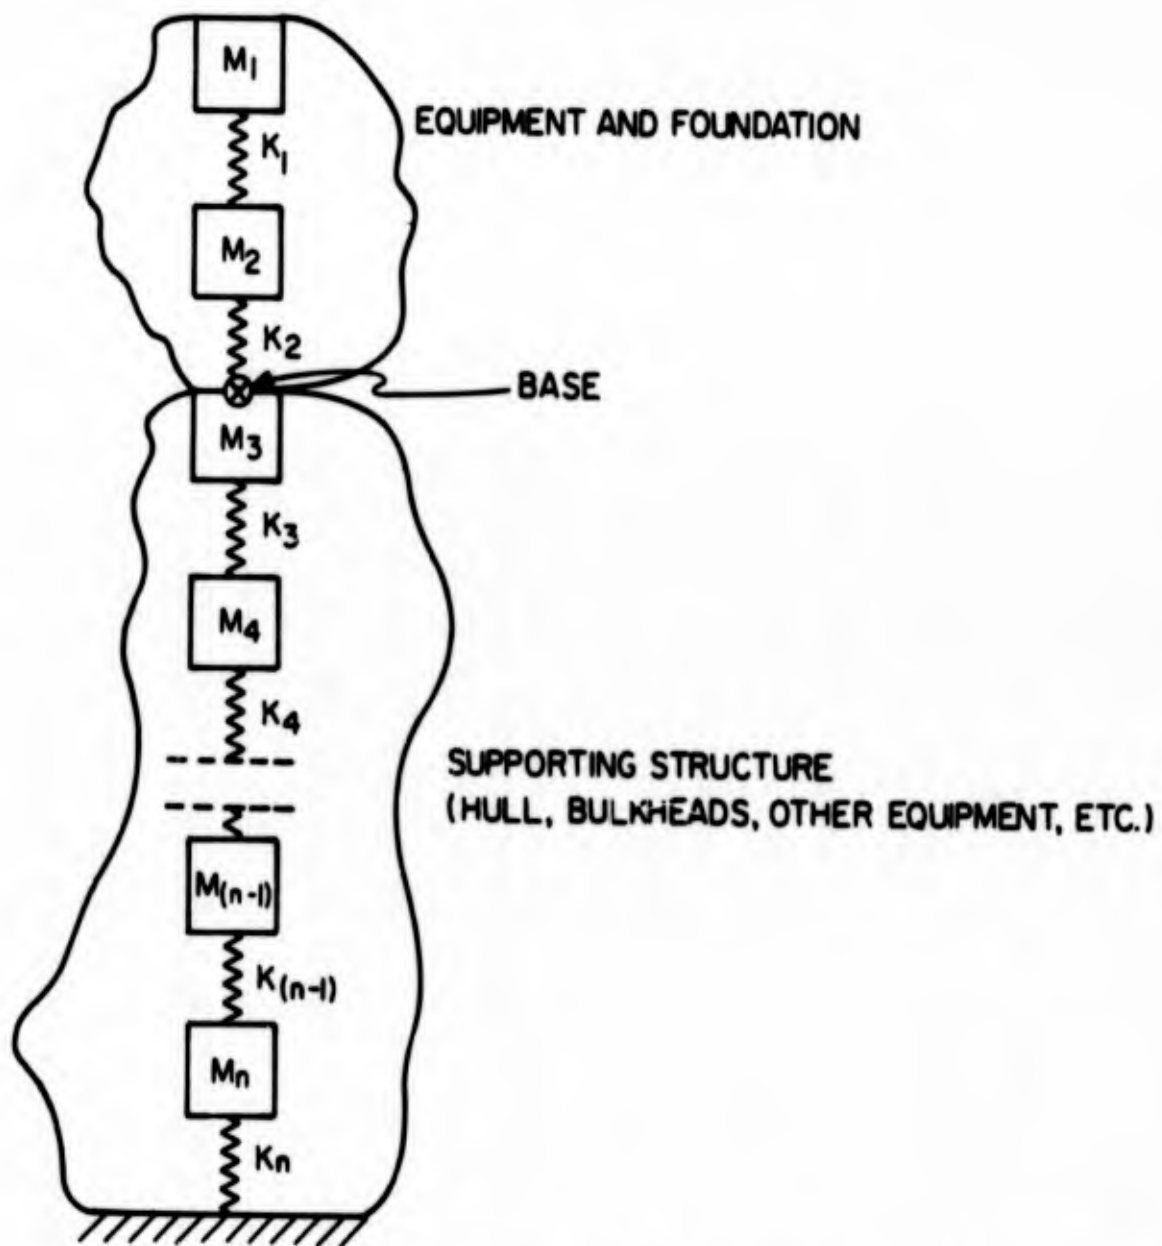 M1
EQUIPMENT AND FOUNDATION
K1
M2
K2
BASE
M3
K3
M4
K4
SUPPORTING STRUCTURE
(HULL, BULKHEADS, OTHER EQUIPMENT, ETC.)
M(n-1)
K(n-1)
Mn
Kn